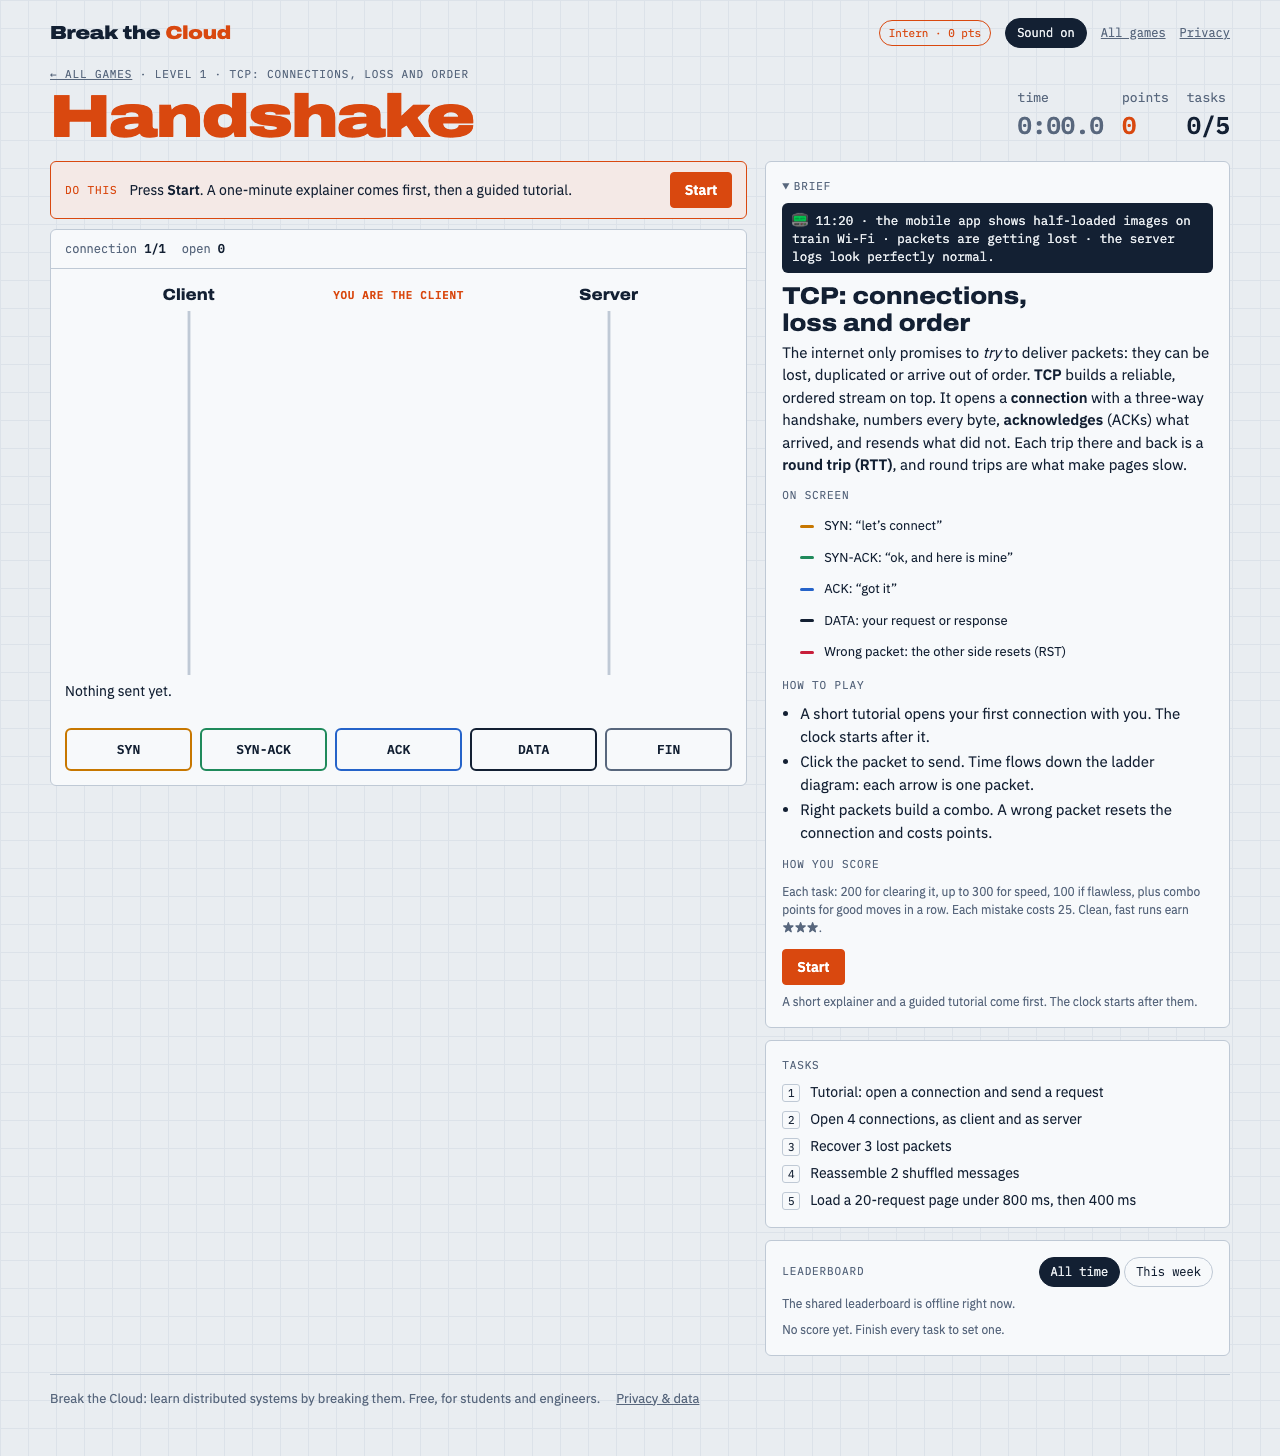 Break the Cloud
Intern · 0 pts
Sound on
All games
Privacy
← ALL GAMES · LEVEL 1 · TCP: CONNECTIONS, LOSS AND ORDER
Handshake
time
0:00.0
points
0
tasks
0/5
DO THIS Press Start. A one-minute explainer comes first, then a guided tutorial.
Start
connection 1/1 open 0
Client
YOU ARE THE CLIENT
Server
Nothing sent yet.
SYN
SYN-ACK
ACK
DATA
FIN
▼ BRIEF
11:20 · the mobile app shows half-loaded images on
train Wi-Fi · packets are getting lost · the server
logs look perfectly normal.
TCP: connections,
loss and order
The internet only promises to try to deliver packets: they can be
lost, duplicated or arrive out of order. TCP builds a reliable,
ordered stream on top. It opens a connection with a three-way
handshake, numbers every byte, acknowledges (ACKs) what
arrived, and resends what did not. Each trip there and back is a
round trip (RTT), and round trips are what make pages slow.
ON SCREEN
SYN: “let’s connect”
SYN-ACK: “ok, and here is mine”
ACK: “got it”
DATA: your request or response
Wrong packet: the other side resets (RST)
HOW TO PLAY
• A short tutorial opens your first connection with you. The
clock starts after it.
• Click the packet to send. Time flows down the ladder
diagram: each arrow is one packet.
• Right packets build a combo. A wrong packet resets the
connection and costs points.
HOW YOU SCORE
Each task: 200 for clearing it, up to 300 for speed, 100 if flawless, plus combo
points for good moves in a row. Each mistake costs 25. Clean, fast runs earn
★★★.
Start
A short explainer and a guided tutorial come first. The clock starts after them.
TASKS
1 Tutorial: open a connection and send a request
2 Open 4 connections, as client and as server
3 Recover 3 lost packets
4 Reassemble 2 shuffled messages
5 Load a 20-request page under 800 ms, then 400 ms
LEADERBOARD
All time
This week
The shared leaderboard is offline right now.
No score yet. Finish every task to set one.
Break the Cloud: learn distributed systems by breaking them. Free, for students and engineers.
Privacy & data